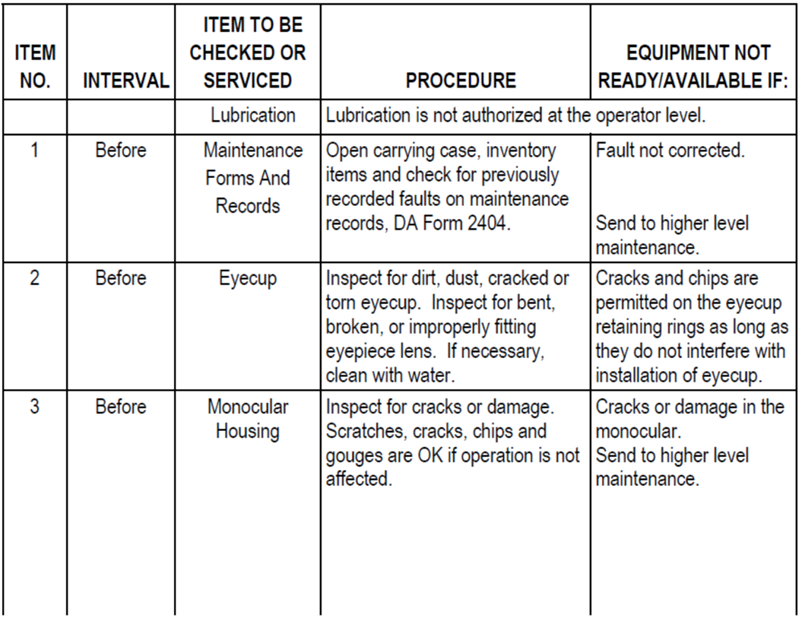 ITEM NO.
INTERVAL
ITEM TO BE
CHECKED OR
SERVICED
PROCEDURE
EQUIPMENT NOT
READY/AVAILABLE IF:
Lubrication
Lubrication is not authorized at the operator level.
1
Before
Maintenance
Forms And
Records
Open carrying case, inventory
items and check for previously
recorded faults on maintenance
records, DA Form 2404.
Fault not corrected.
Send to higher level
maintenance.
2
Before
Eyecup
Inspect for dirt, dust, cracked or
torn eyecup.  Inspect for bent,
broken, or improperly fitting
eyepiece lens.  If necessary,
clean with water.
Cracks and chips are
permitted on the eyecup
retaining rings as long as
they do not interfere with
installation of eyecup.
3
Before
Monocular
Housing
Inspect for cracks or damage.
Scratches, cracks, chips and
gouges are OK if operation is not
affected.
Cracks or damage in the
monocular.
Send to higher level
maintenance.